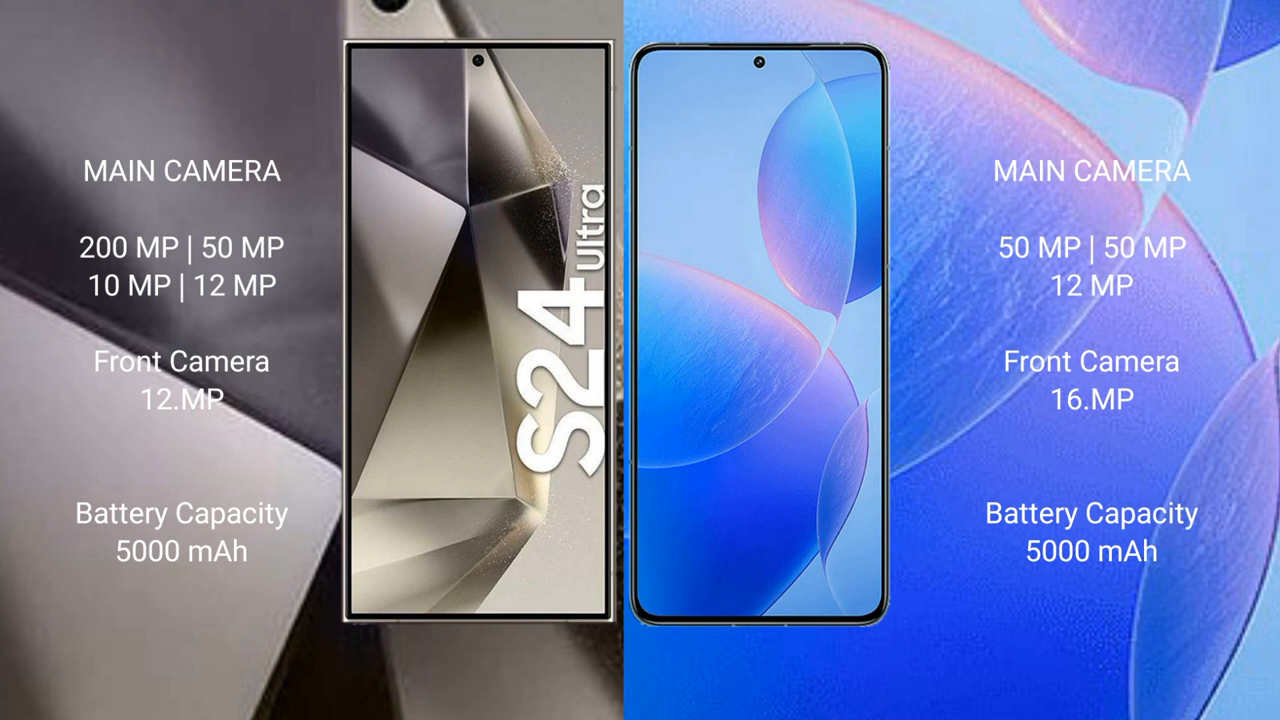 MAIN CAMERA
200 MP | 50 MP
10 MP | 12 MP
Front Camera
12.MP
Battery Capacity
5000 mAh
S24 Ultra
MAIN CAMERA
50 MP | 50 MP
12 MP
Front Camera
16.MP
Battery Capacity
5000 mAh